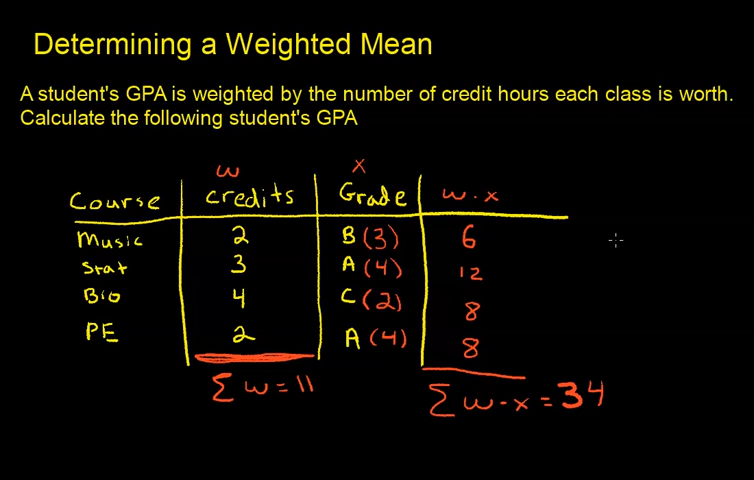 Determining a Weighted Mean
A student's GPA is weighted by the number of credit hours each class is worth.
Calculate the following student's GPA
w x
Course credits Grade w · x
Music 2 B (3) 6
Stat 3 A (4) 12
Bio 4 C (2) 8
PE 2 A (4) 8
Σ w = 11 Σ w · x = 34